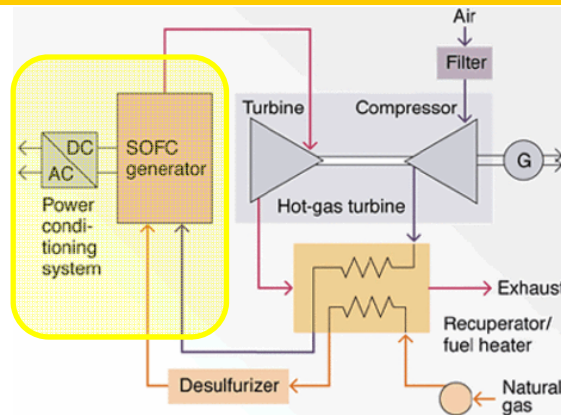 Air
Filter
Turbine
Compressor
DC
AC
SOFC
generator
G
Power
condi-
tioning
system
Hot-gas turbine
Exhaust
Recuperator/
fuel heater
Desulfurizer
Natural
gas